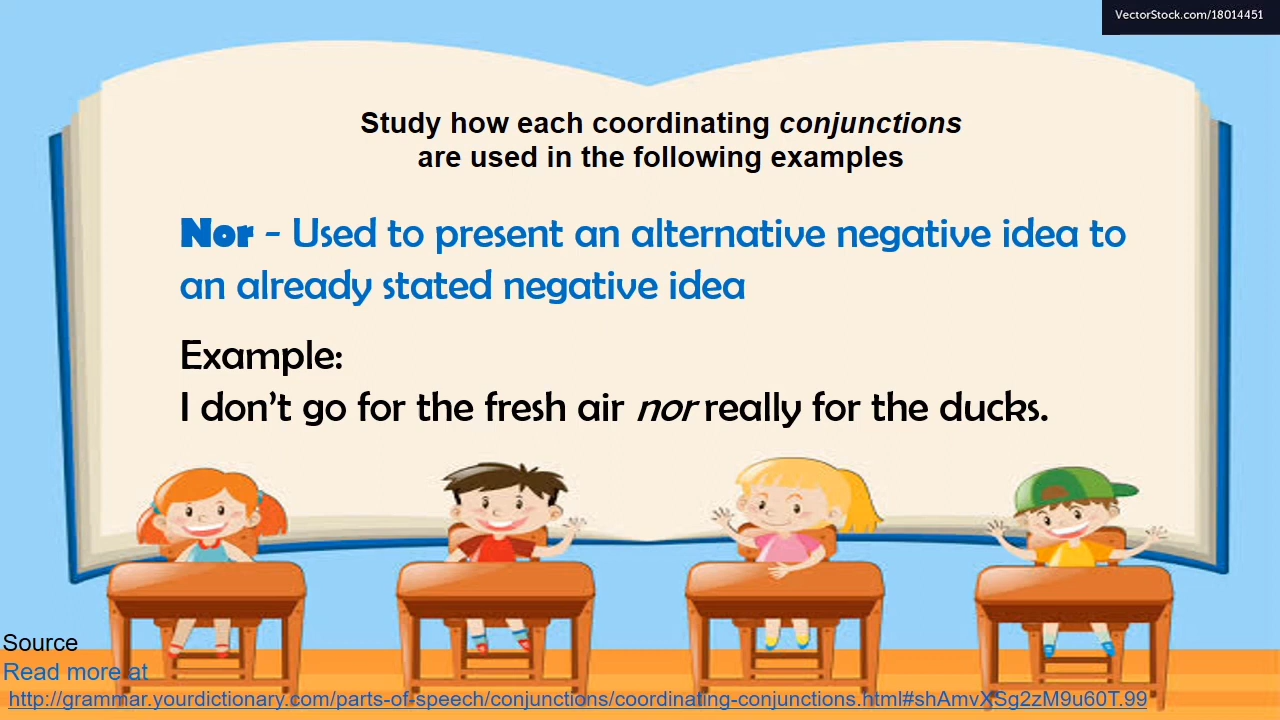 VectorStock.com/18014451
Study how each coordinating conjunctions
are used in the following examples
Nor - Used to present an alternative negative idea to
an already stated negative idea
Example:
I don’t go for the fresh air nor really for the ducks.
Source
Read more at
http://grammar.yourdictionary.com/parts-of-speech/conjunctions/coordinating-conjunctions.html#shAmvXSg2zM9u60T.99